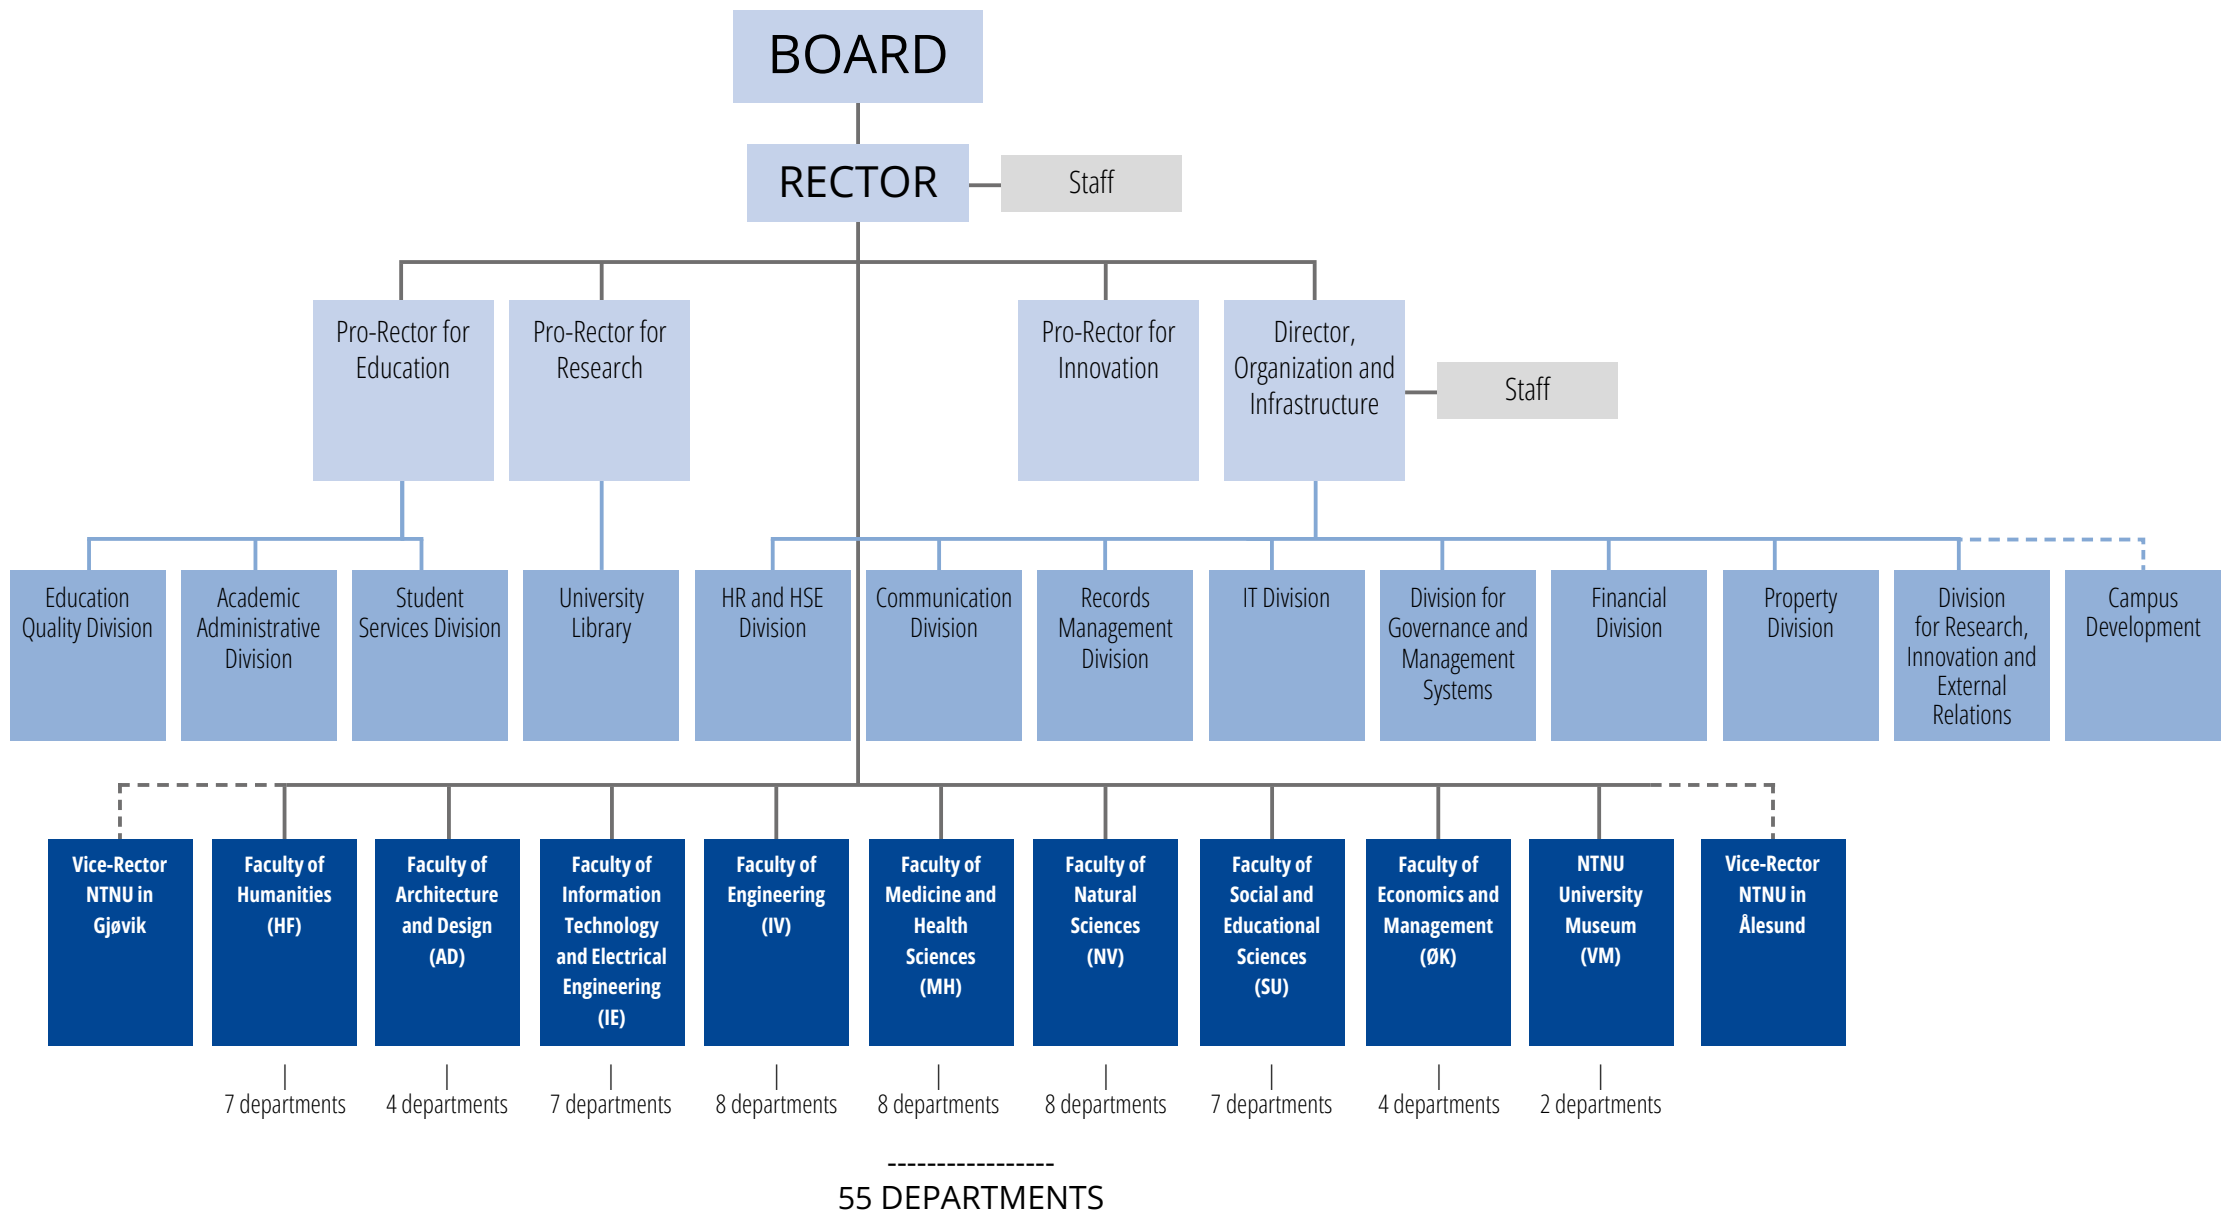 BOARD
RECTOR
Staff
Pro-Rector for
Education
Pro-Rector for
Research
Pro-Rector for
Innovation
Director,
Organization and
Infrastructure
Staff
Education
Quality Division
Academic
Administrative
Division
Student
Services Division
University
Library
HR and HSE
Division
Communication
Division
Records
Management
Division
IT Division
Division for
Governance and
Management
Systems
Financial
Division
Property
Division
Division
for Research,
Innovation and
External
Relations
Campus
Development
Vice-Rector
NTNU in
Gjøvik
Faculty of
Humanities
(HF)
Faculty of
Architecture
and Design
(AD)
Faculty of
Information
Technology
and Electrical
Engineering
(IE)
Faculty of
Engineering
(IV)
Faculty of
Medicine and
Health
Sciences
(MH)
Faculty of
Natural
Sciences
(NV)
Faculty of
Social and
Educational
Sciences
(SU)
Faculty of
Economics and
Management
(ØK)
NTNU
University
Museum
(VM)
Vice-Rector
NTNU in
Ålesund
7 departments
4 departments
7 departments
8 departments
8 departments
8 departments
7 departments
4 departments
2 departments
-----------------
55 DEPARTMENTS